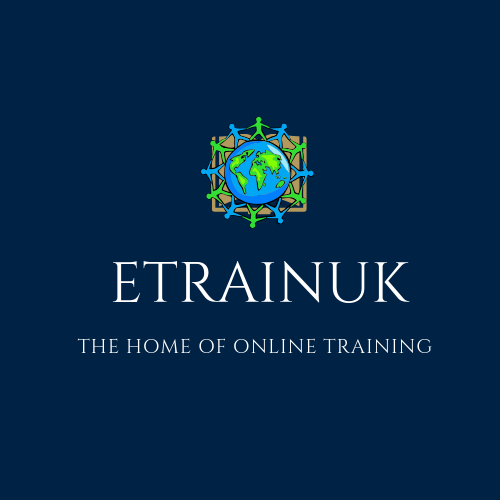 ETRAINUK
THE HOME OF ONLINE TRAINING